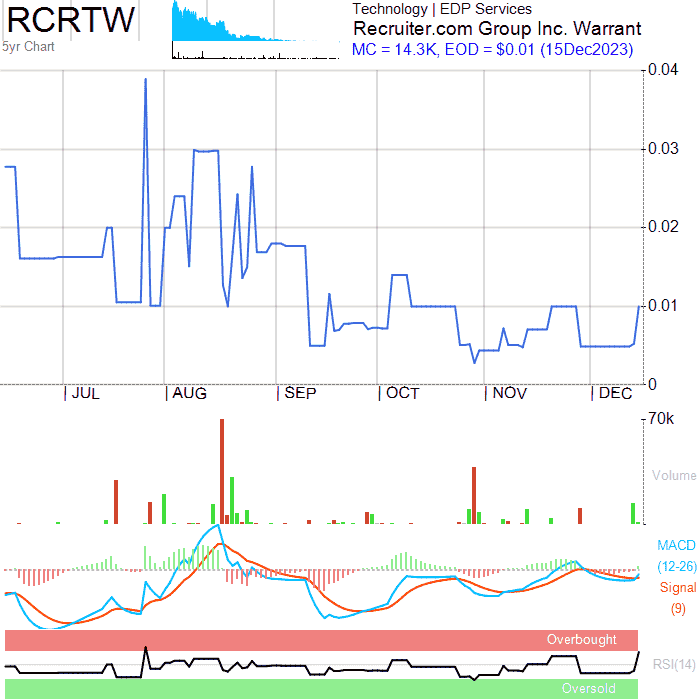 RCRTW
5yr Chart
Technology | EDP Services
Recruiter.com Group Inc. Warrant
MC = 14.3K, EOD = $0.01 (15Dec2023)
0.04
0.03
0.02
0.01
0
| JUL | AUG | SEP | OCT | NOV | DEC
70k
Volume
MACD
(12-26)
Signal
(9)
Overbought
RSI(14)
Oversold